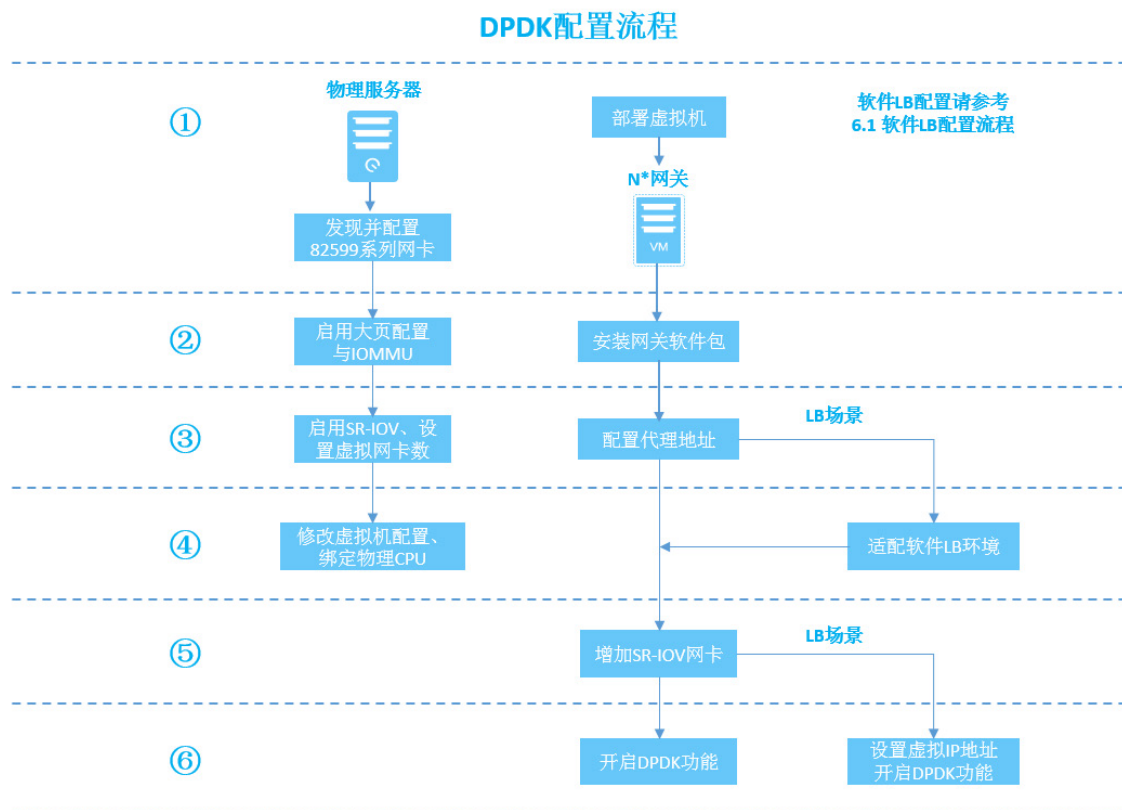 DPDK配置流程
①
物理服务器
发现并配置
82599系列网卡
部署虚拟机
N*网关
VM
软件LB配置请参考
6.1 软件LB配置流程
②
启用大页配置
与IOMMU
安装网关软件包
③
启用SR-IOV、设
置虚拟网卡数
配置代理地址
LB场景
④
修改虚拟机配置、
绑定物理CPU
适配软件LB环境
⑤
增加SR-IOV网卡
LB场景
⑥
开启DPDK功能
设置虚拟IP地址
开启DPDK功能